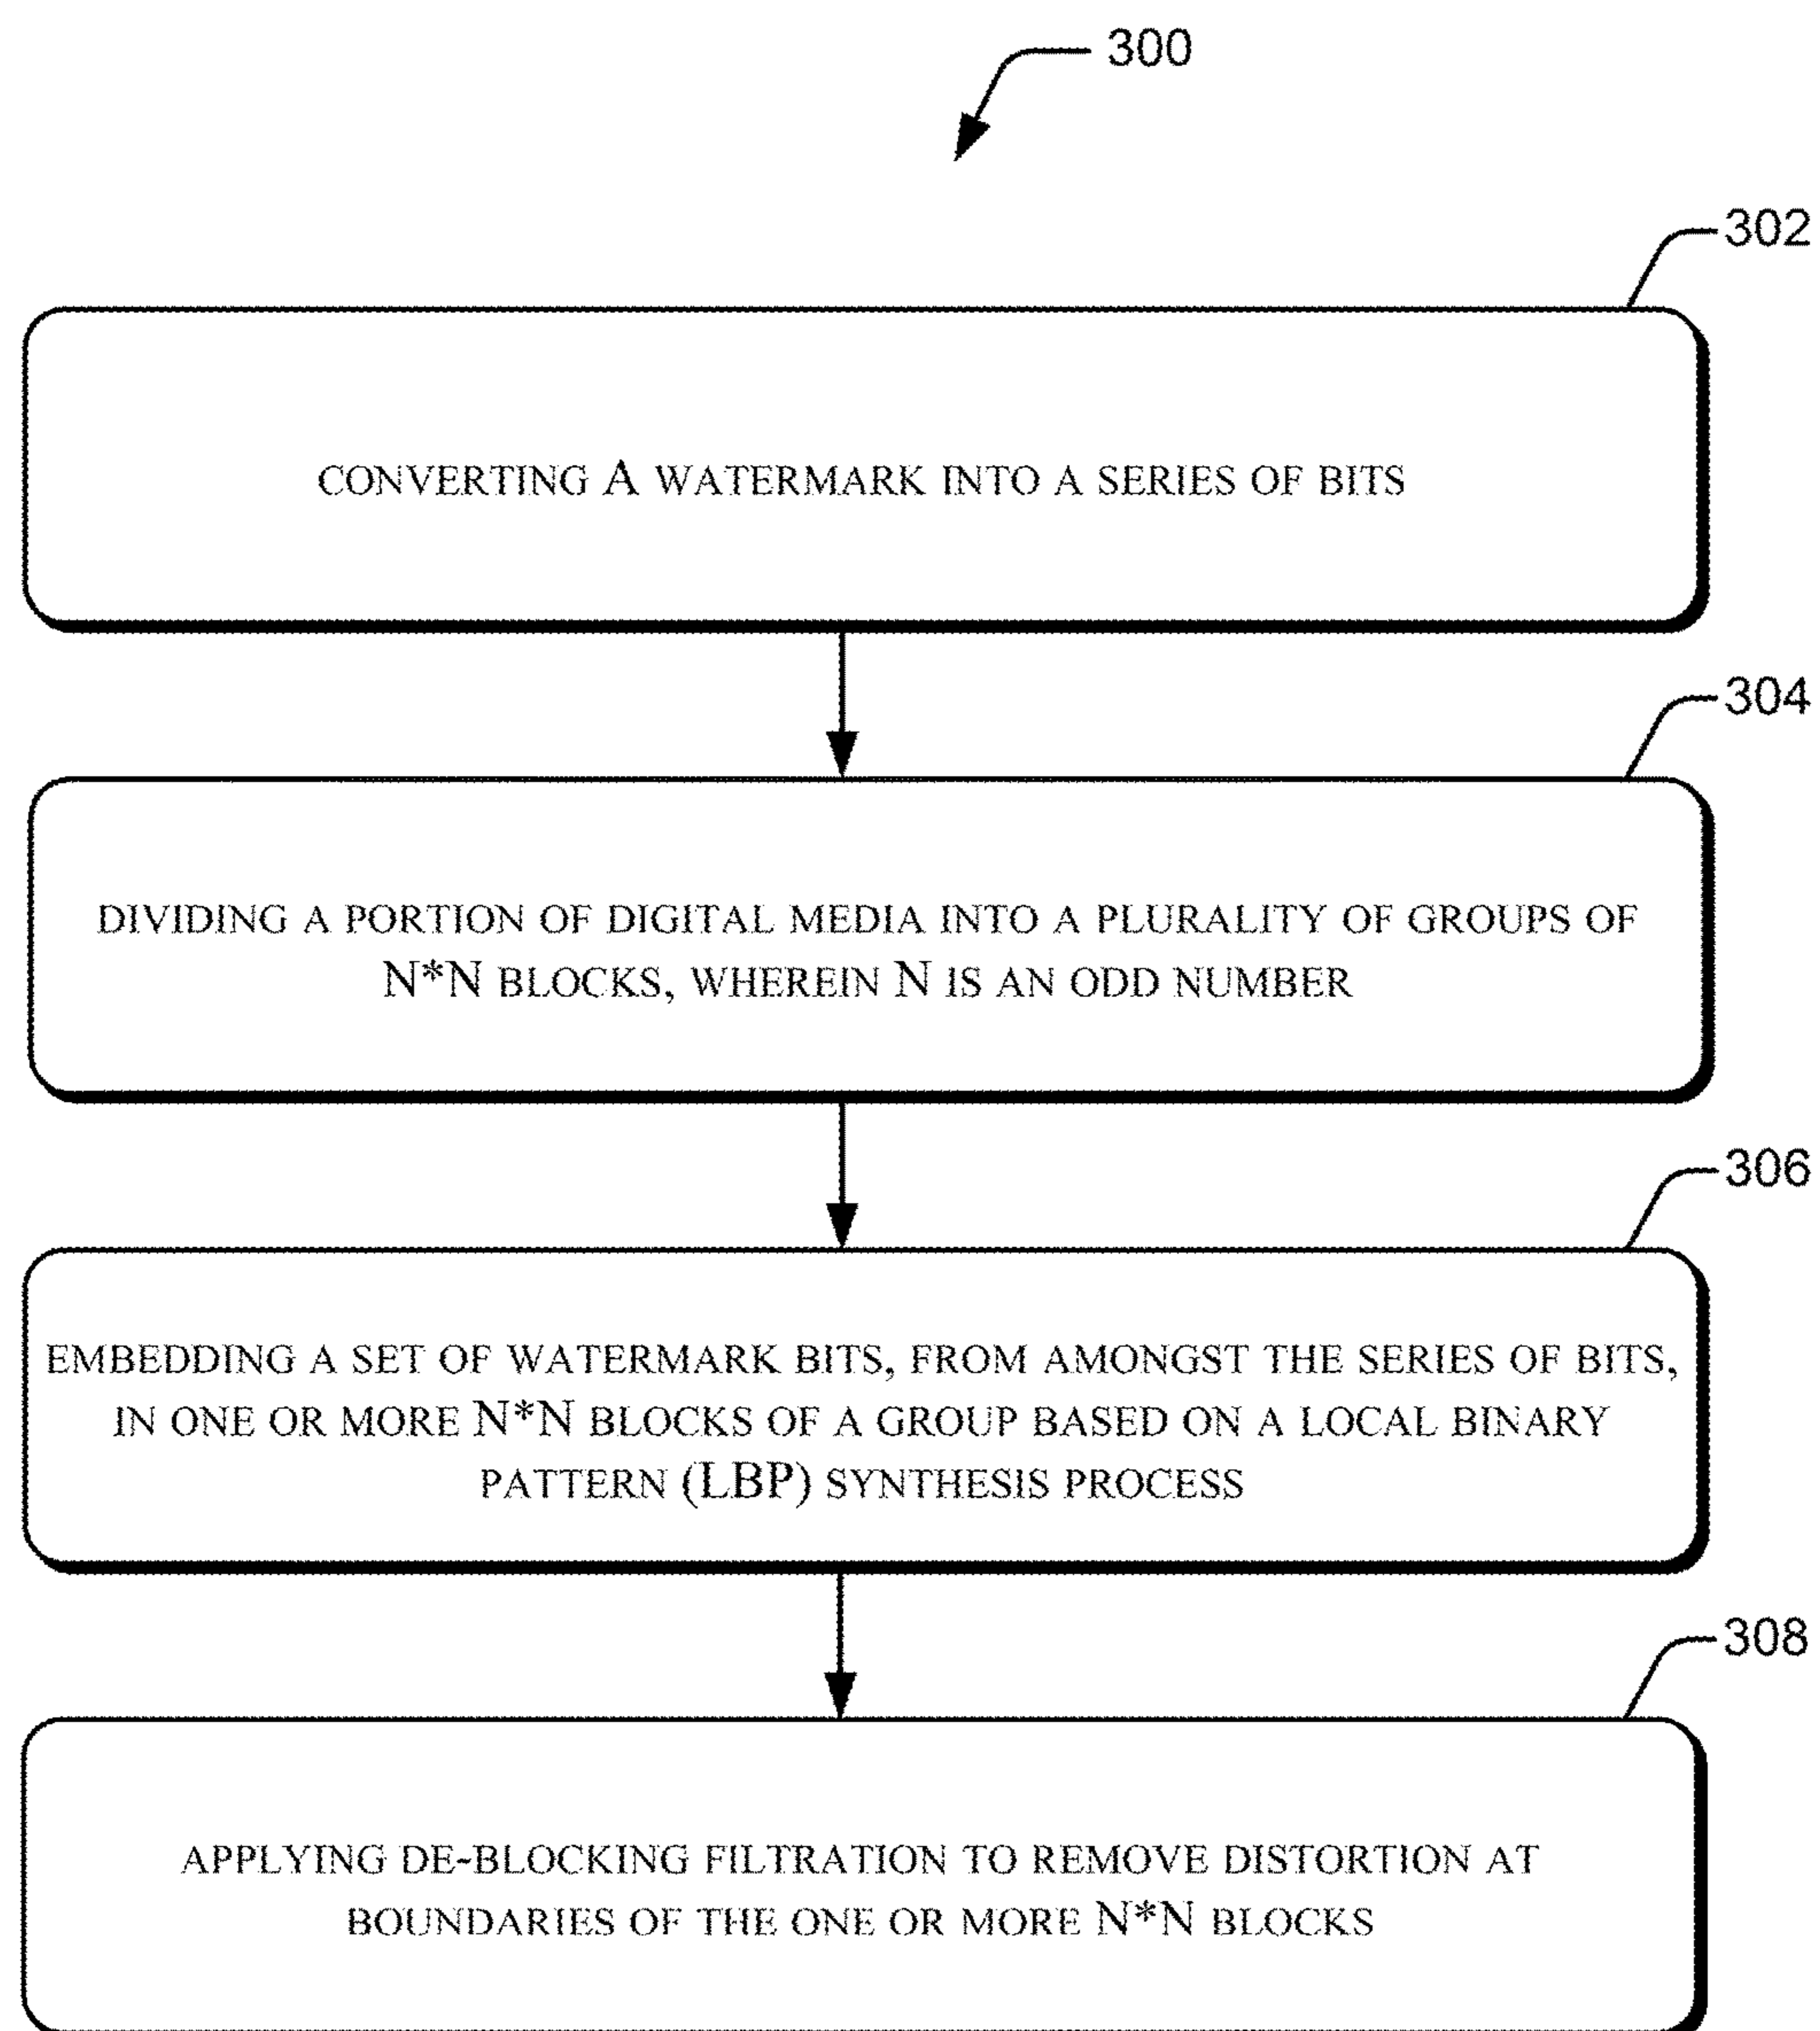 300
302
CONVERTING A WATERMARK INTO A SERIES OF BITS
304
DIVIDING A PORTION OF DIGITAL MEDIA INTO A PLURALITY OF GROUPS OF
N*N BLOCKS, WHEREIN N IS AN ODD NUMBER
306
EMBEDDING A SET OF WATERMARK BITS, FROM AMONGST THE SERIES OF BITS,
IN ONE OR MORE N*N BLOCKS OF A GROUP BASED ON A LOCAL BINARY
PATTERN (LBP) SYNTHESIS PROCESS
308
APPLYING DE-BLOCKING FILTRATION TO REMOVE DISTORTION AT
BOUNDARIES OF THE ONE OR MORE N*N BLOCKS